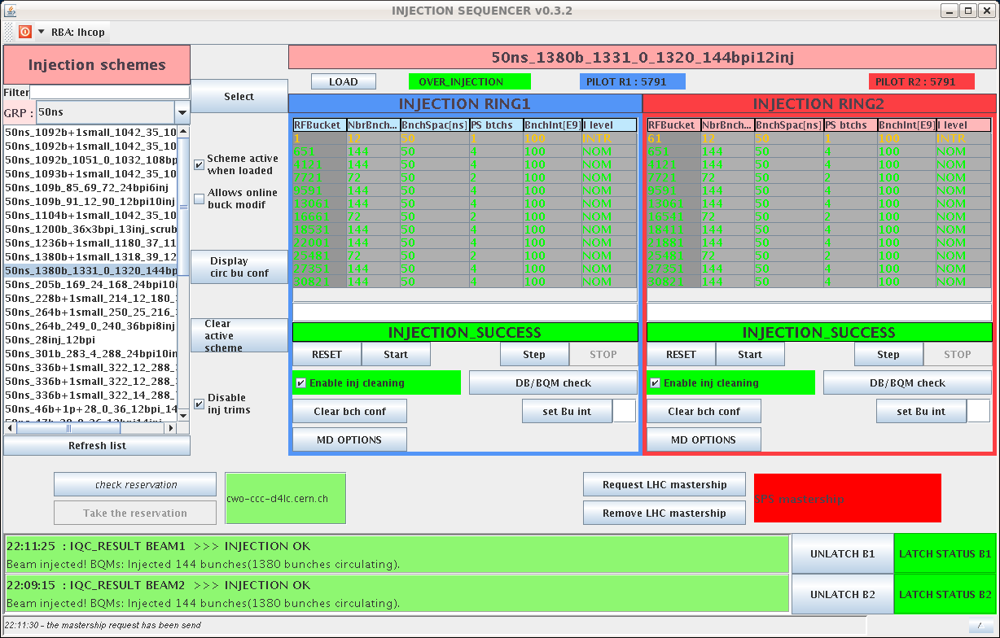 INJECTION SEQUENCER v0.3.2
RBA: lhcop
Injection schemes
50ns_1380b_1331_0_1320_144bpi12inj
Filter
GRP : 50ns
Select
LOAD OVER_INJECTION PILOT R1 : 5791 PILOT R2 : 5791
50ns_1092b+1small_1042_35_10
50ns_1092b+1small_1042_35_10
50ns_1092b_1051_0_1032_108bp
50ns_1093b+1small_1042_35_10
50ns_109b_85_69_72_24bpi6inj
50ns_109b_91_12_90_12bpi10inj
50ns_1104b+1small_1042_35_10
50ns_1200b_36x3bpi_13inj_scrub
50ns_1236b+1small_1180_37_11
50ns_1380b+1small_1318_39_12
50ns_1380b_1331_0_1320_144bp
50ns_205b_169_24_168_24bpi10i
50ns_228b+1small_214_12_180_
50ns_264b+1small_250_25_216_
50ns_264b_249_0_240_36bpi8inj
50ns_28inj_12bpi
50ns_301b_283_4_288_24bpi10in
50ns_336b+1small_322_12_288_
50ns_336b+1small_322_12_288_
50ns_336b+1small_322_14_288_
50ns_46b+1p+28_0_36_12bpi_14
Refresh list
Scheme active
when loaded
Allows online
buck modif
Display
circ bu conf
Clear
active
scheme
Disable
inj trims
INJECTION RING1
RFBucket NbrBnch... BnchSpac[ns] PS btchs BnchInt[E9] I level
1 12 50 1 100 INTR
651 144 50 4 100 NOM
4121 144 50 4 100 NOM
7721 72 50 2 100 NOM
9591 144 50 4 100 NOM
13061 144 50 4 100 NOM
16661 72 50 2 100 NOM
18531 144 50 4 100 NOM
22001 144 50 4 100 NOM
72 50 2 100 NOM
27351 144 50 4 100 NOM
30821 144 50 4 100 NOM
INJECTION_SUCCESS
RESET Start Step STOP
Enable inj cleaning DB/BQM check
Clear bch conf set Bu int
MD OPTIONS
INJECTION RING2
RFBucket NbrBnch... BnchSpac[ns] PS btchs BnchInt[E9] I level
61 12 50 1 100 INTR
651 144 50 4 100 NOM
4121 144 50 4 100 NOM
7721 72 50 2 100 NOM
9591 144 50 4 100 NOM
13061 144 50 4 100 NOM
16541 72 50 2 100 NOM
18411 144 50 4 100 NOM
21881 144 50 4 100 NOM
25481 72 50 2 100 NOM
27351 144 50 4 100 NOM
30821 144 50 4 100 NOM
INJECTION_SUCCESS
RESET Start Step STOP
Enable inj cleaning DB/BQM check
Clear bch conf set Bu int
MD OPTIONS
check reservation
Take the reservation
cwo-ccc-d4lc.cern.ch
Request LHC mastership
Remove LHC mastership
SPS mastership
22:11:25 : IQC_RESULT BEAM1 >>> INJECTION OK
Beam injected! BQMs: Injected 144 bunches(1380 bunches circulating).
UNLATCH B1 LATCH STATUS B1
22:09:15 : IQC_RESULT BEAM2 >>> INJECTION OK
Beam injected! BQMs: Injected 144 bunches(1380 bunches circulating).
UNLATCH B2 LATCH STATUS B2
22:11:30 - the mastership request has been send